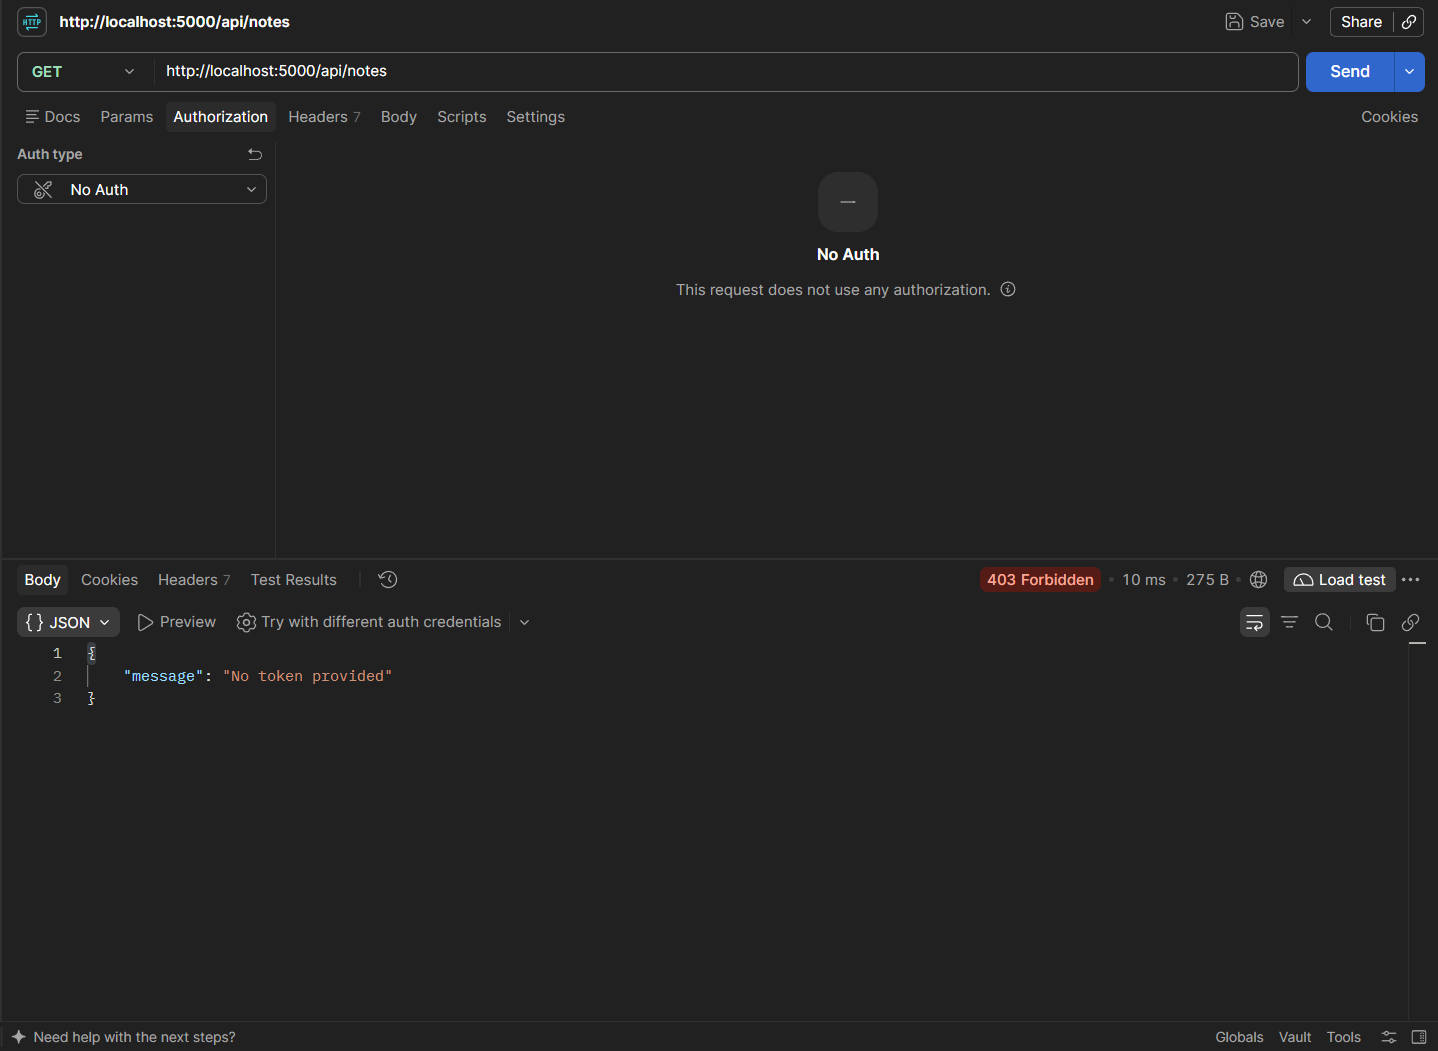 HTTP http://localhost:5000/api/notes Save Share
GET http://localhost:5000/api/notes Send
Docs Params Authorization Headers 7 Body Scripts Settings Cookies
Auth type
No Auth
No Auth
This request does not use any authorization.
Body Cookies Headers 7 Test Results 403 Forbidden • 10 ms • 275 B • Load test
{} JSON Preview Try with different auth credentials
1 {
2 "message": "No token provided"
3 }
Need help with the next steps? Globals Vault Tools